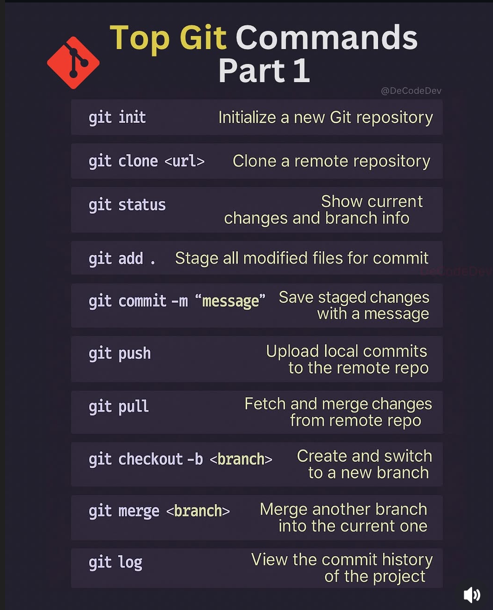 Top Git Commands
Part 1
@DeCodeDev
git init Initialize a new Git repository
git clone <url> Clone a remote repository
git status Show current
changes and branch info
git add . Stage all modified files for commit
git commit -m “message” Save staged changes
with a message
git push Upload local commits
to the remote repo
git pull Fetch and merge changes
from remote repo
git checkout -b <branch> Create and switch
to a new branch
git merge <branch> Merge another branch
into the current one
git log View the commit history
of the project